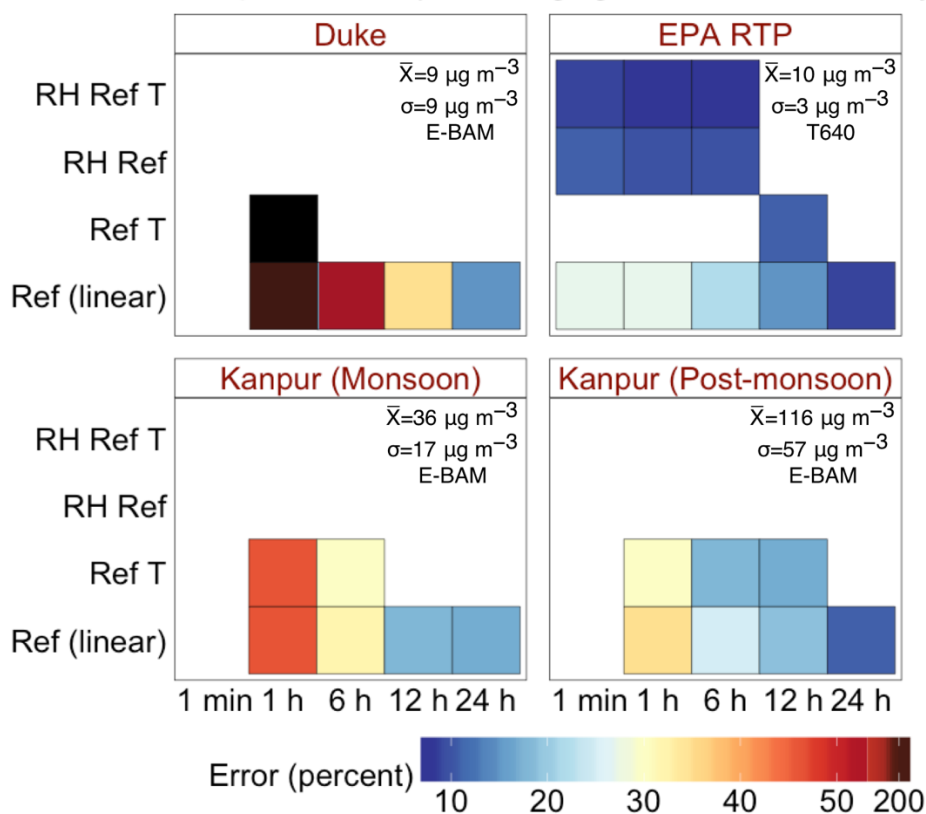 Duke
EPA RTP
X̅=9 µg m⁻³
σ=9 µg m⁻³
E-BAM
X̅=10 µg m⁻³
σ=3 µg m⁻³
T640
RH Ref T
RH Ref
Ref T
Ref (linear)
Kanpur (Monsoon)
Kanpur (Post-monsoon)
X̅=36 µg m⁻³
σ=17 µg m⁻³
E-BAM
X̅=116 µg m⁻³
σ=57 µg m⁻³
E-BAM
RH Ref T
RH Ref
Ref T
Ref (linear)
1 min 1 h 6 h 12 h 24 h
1 min 1 h 6 h 12 h 24 h
Error (percent)
10 20 30 40 50 200